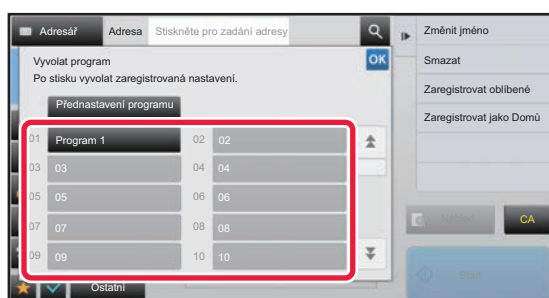 Adresář Adresa Stiskněte pro zadání adresy
Změnit jméno
Vyvolat program OK
Smazat
Po stisku vyvolat zaregistrovaná nastavení.
Zaregistrovat oblíbené
Přednastavení programu
Zaregistrovat jako Domů
01 Program 1 02 02
03 03 04 04
05 05 06 06
07 07 08 08
CA
09 09 10 10
Ostatní